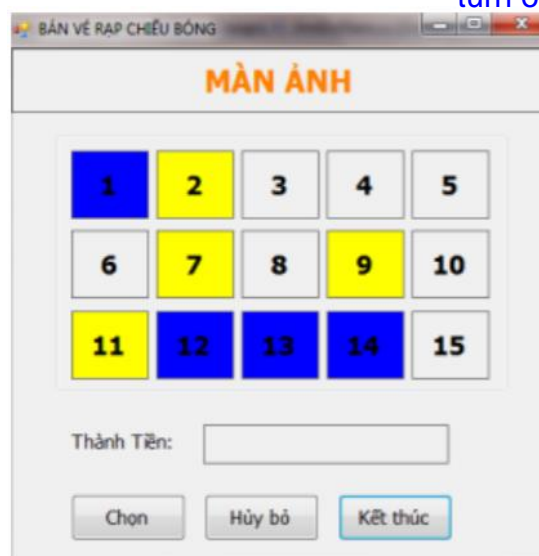 BÁN VÉ RẠP CHIẾU BÓNG
MÀN ẢNH
1 2 3 4 5
6 7 8 9 10
11 12 13 14 15
Thành Tiền:
Chọn Hủy bỏ Kết thúc